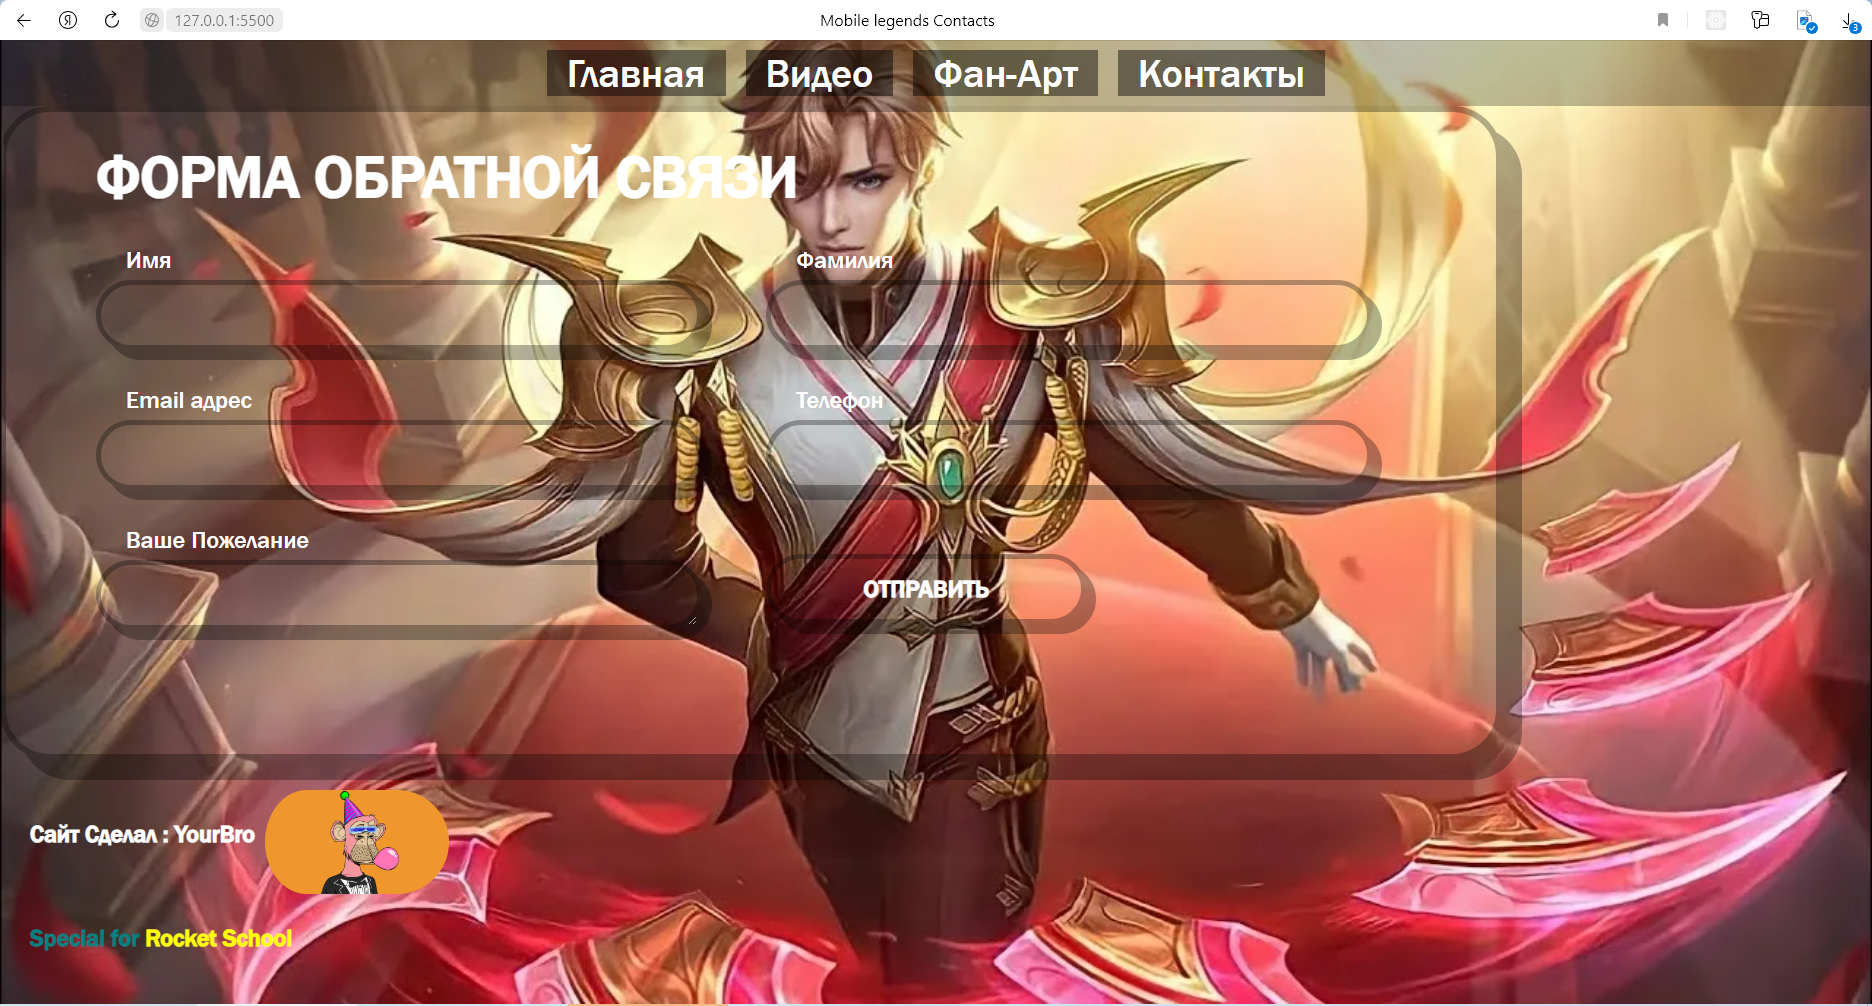 127.0.0.1:5500
Mobile legends Contacts
3
Главная Видео Фан-Арт Контакты
ФОРМА ОБРАТНОЙ СВЯЗИ
Имя Фамилия
Email адрес Телефон
Ваше Пожелание
ОТПРАВИТЬ
Сайт Сделал : YourBro
Special for Rocket School